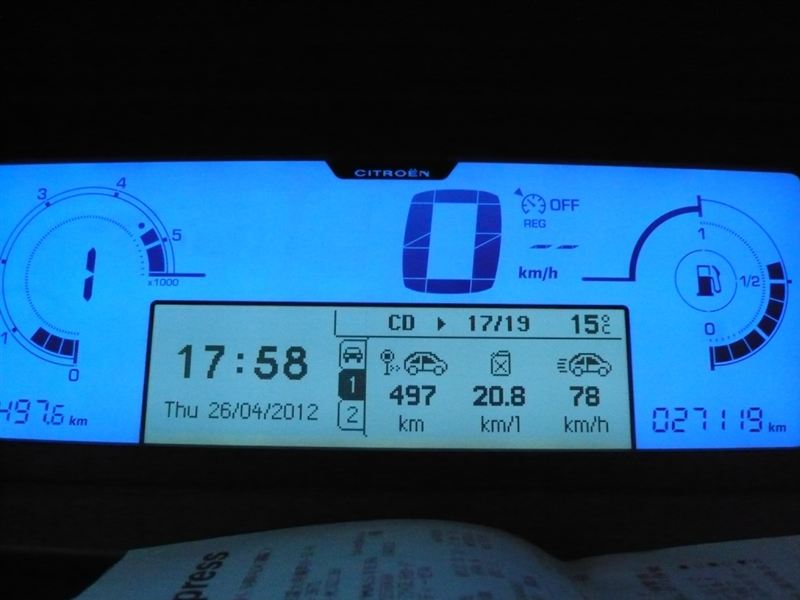 CITROËN
3
4
5
x1000
1
0
1
0
OFF
REG
km/h
1
1/2
0
CD 17/19 15°C
17:58
Thu 26/04/2012
1
2
497 20.8 78
km km/l km/h
497.6 km
027119 km
press